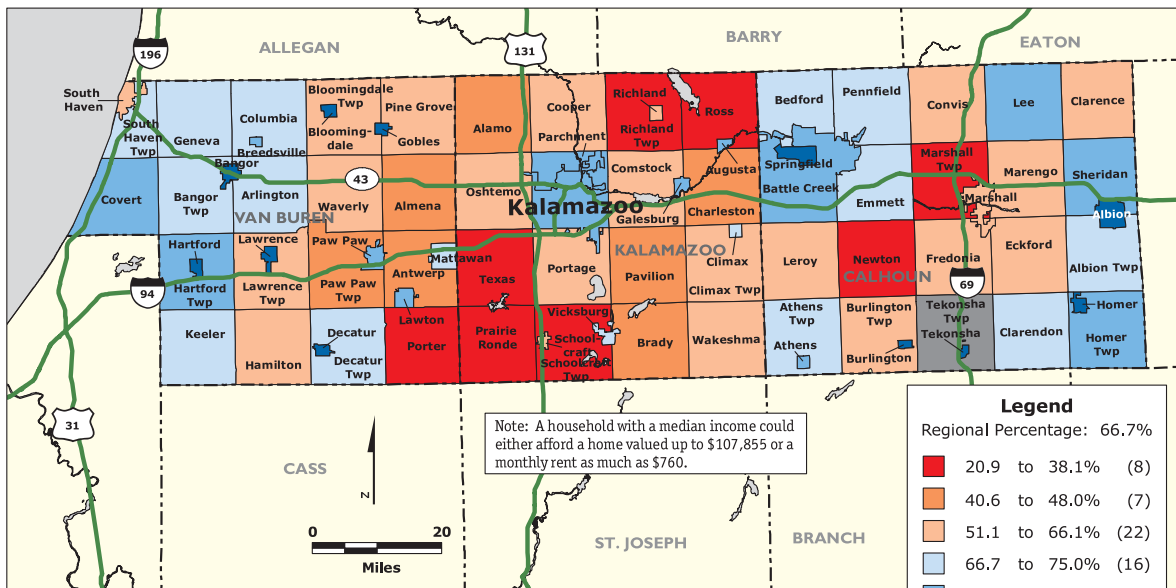 ALLEGAN
BARRY
EATON
196
131
South
Haven
South
Haven
Twp
Geneva
Columbia
Breedsville
Bloomingdale
Twp
Blooming-
dale
Pine Grove
Gobles
Alamo
Cooper
Parchment
Richland
Richland
Twp
Ross
Bedford
Pennfield
Convis
Lee
Clarence
Covert
Bangor
Bangor
Twp
Arlington
VAN BUREN
43
Waverly
Almena
Oshtemo
Kalamazoo
Comstock
Galesburg
Augusta
Charleston
Springfield
Battle Creek
Emmett
Marshall
Twp
Marshall
Marengo
Sheridan
Albion
Hartford
Hartford
Twp
Lawrence
Lawrence
Twp
Paw Paw
Paw Paw
Twp
Mattawan
Antwerp
Lawton
Texas
Portage
KALAMAZOO
Pavilion
Climax
Climax Twp
Leroy
Newton
CALHOUN
Fredonia
Eckford
Albion Twp
94
69
Keeler
Hamilton
Decatur
Decatur
Twp
Porter
Prairie
Ronde
Vicksburg
School-
craft
Schoolcraft
Twp
Brady
Wakeshma
Athens
Twp
Athens
Burlington
Twp
Burlington
Tekonsha
Twp
Tekonsha
Clarendon
Homer
Homer
Twp
31
CASS
ST. JOSEPH
BRANCH
N
0
20
Miles
Note: A household with a median income could
either afford a home valued up to $107,855 or a
monthly rent as much as $760.
Legend
Regional Percentage: 66.7%
20.9 to 38.1% (8)
40.6 to 48.0% (7)
51.1 to 66.1% (22)
66.7 to 75.0% (16)